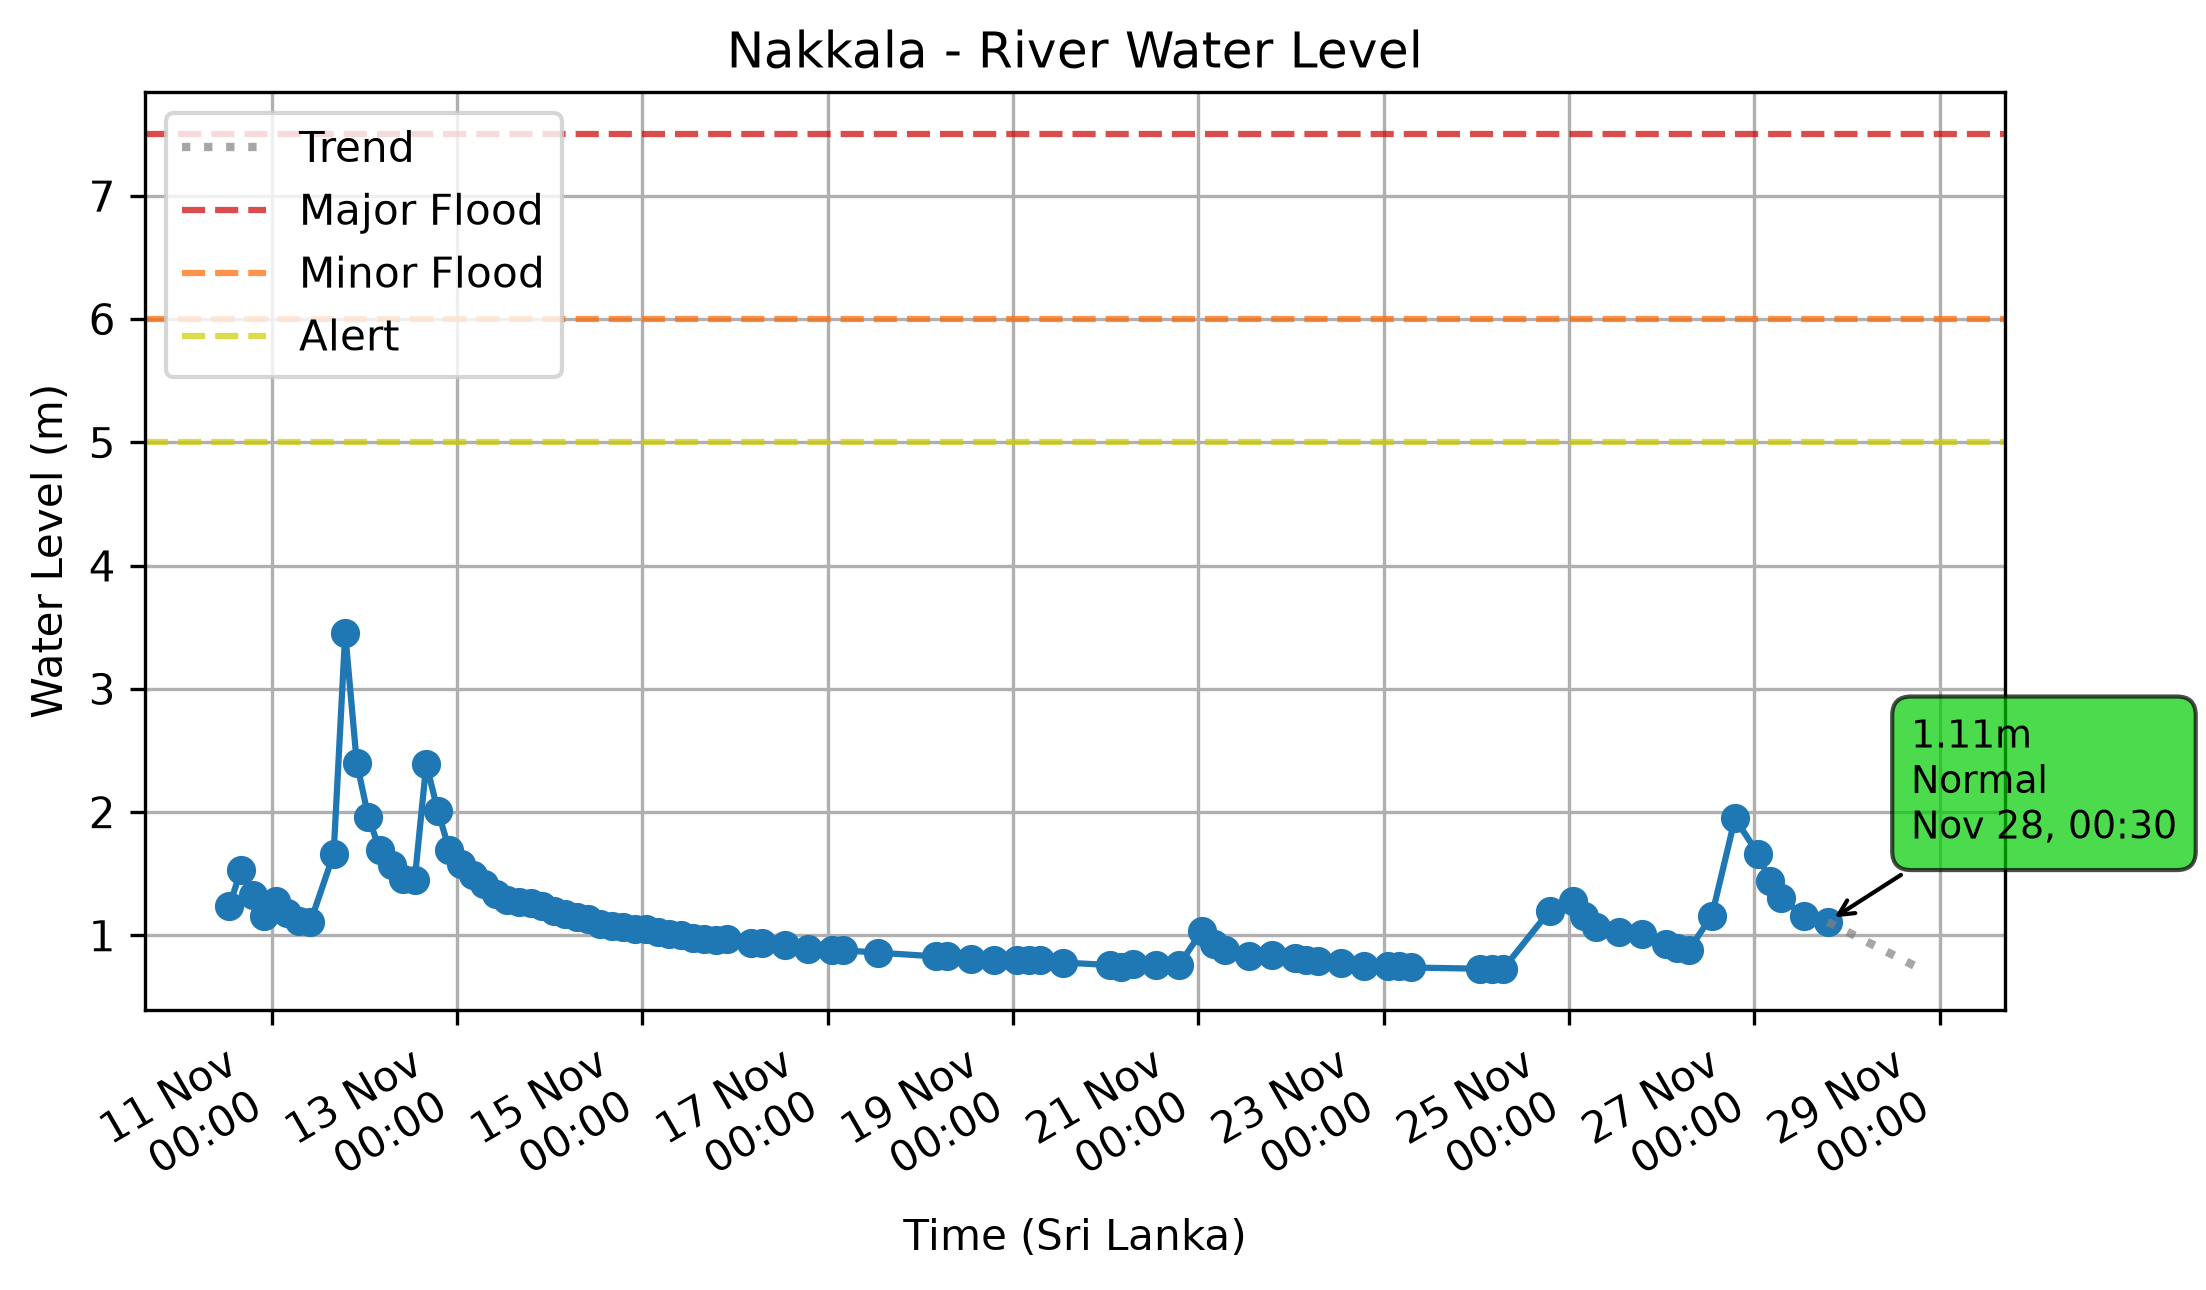 Nakkala - River Water Level
Trend
Major Flood
Minor Flood
Alert
Water Level (m)
7
6
5
4
3
2
1
1.11m
Normal
Nov 28, 00:30
11 Nov
00:00
13 Nov
00:00
15 Nov
00:00
17 Nov
00:00
19 Nov
00:00
21 Nov
00:00
23 Nov
00:00
25 Nov
00:00
27 Nov
00:00
29 Nov
00:00
Time (Sri Lanka)